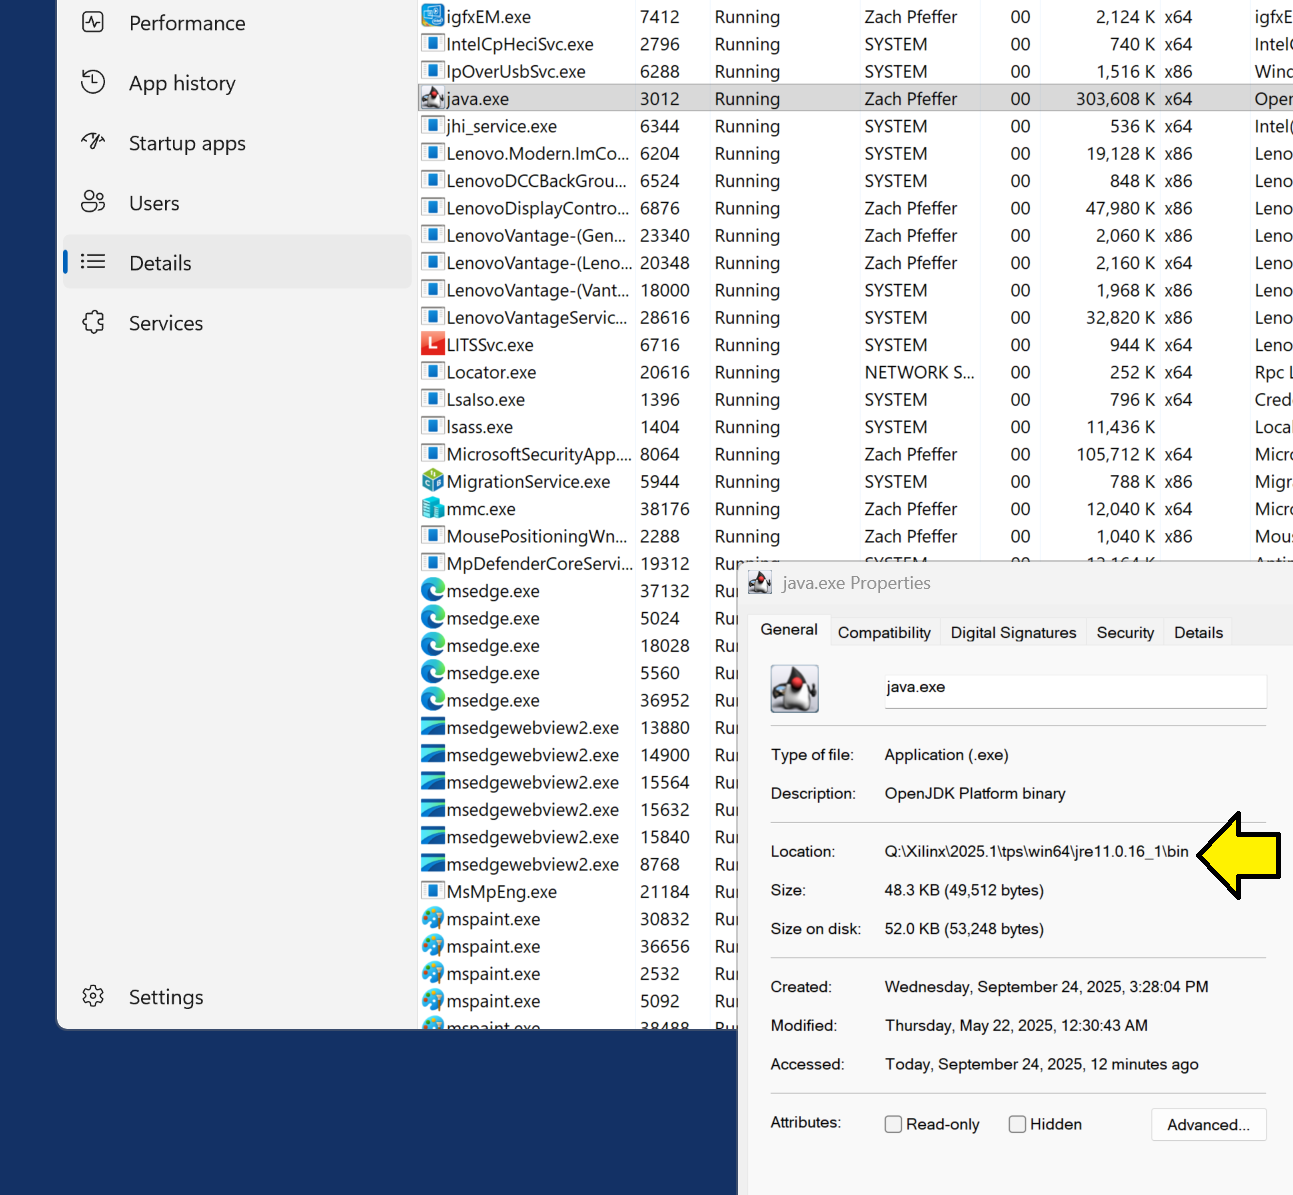 Performance
App history
Startup apps
Users
Details
Services
Settings
igfxEM.exe 7412 Running Zach Pfeffer 00 2,124 K x64 igfxE
IntelCpHeciSvc.exe 2796 Running SYSTEM 00 740 K x64 Intel
IpOverUsbSvc.exe 6288 Running SYSTEM 00 1,516 K x86 Wind
java.exe 3012 Running Zach Pfeffer 00 303,608 K x64 Open
jhi_service.exe 6344 Running SYSTEM 00 536 K x64 Intel(
Lenovo.Modern.ImCo... 6204 Running SYSTEM 00 19,128 K x86 Leno
LenovoDCCBackGrou... 6524 Running SYSTEM 00 848 K x86 Leno
LenovoDisplayContro... 6876 Running Zach Pfeffer 00 47,980 K x86 Leno
LenovoVantage-(Gen... 23340 Running Zach Pfeffer 00 2,060 K x86 Leno
LenovoVantage-(Leno... 20348 Running Zach Pfeffer 00 2,160 K x64 Leno
LenovoVantage-(Vant... 18000 Running SYSTEM 00 1,968 K x86 Leno
LenovoVantageServic... 28616 Running SYSTEM 00 32,820 K x86 Leno
LITSSvc.exe 6716 Running SYSTEM 00 944 K x64 Leno
Locator.exe 20616 Running NETWORK S... 00 252 K x64 Rpc L
LsaIso.exe 1396 Running SYSTEM 00 796 K x64 Crede
lsass.exe 1404 Running SYSTEM 00 11,436 K Local
MicrosoftSecurityApp.... 8064 Running Zach Pfeffer 00 105,712 K x64 Micro
MigrationService.exe 5944 Running SYSTEM 00 788 K x86 Migra
mmc.exe 38176 Running Zach Pfeffer 00 12,040 K x64 Micro
MousePositioningWn... 2288 Running Zach Pfeffer 00 1,040 K x86 Mous
MpDefenderCoreServi... 19312 Running SYSTEM 00 12,164 K
msedge.exe 37132 Ru
msedge.exe 5024 Ru
msedge.exe 18028 Ru
msedge.exe 5560 Ru
msedge.exe 36952 Ru
msedgewebview2.exe 13880 Ru
msedgewebview2.exe 14900 Ru
msedgewebview2.exe 15564 Ru
msedgewebview2.exe 15632 Ru
msedgewebview2.exe 15840 Ru
msedgewebview2.exe 8768 Ru
MsMpEng.exe 21184 Ru
mspaint.exe 30832 Ru
mspaint.exe 36656 Ru
mspaint.exe 2532 Ru
mspaint.exe 5092 Ru
mspaint.exe 38488 Ru
java.exe Properties
General Compatibility Digital Signatures Security Details
java.exe
Type of file: Application (.exe)
Description: OpenJDK Platform binary
Location: Q:\Xilinx\2025.1\tps\win64\jre11.0.16_1\bin
Size: 48.3 KB (49,512 bytes)
Size on disk: 52.0 KB (53,248 bytes)
Created: Wednesday, September 24, 2025, 3:28:04 PM
Modified: Thursday, May 22, 2025, 12:30:43 AM
Accessed: Today, September 24, 2025, 12 minutes ago
Attributes: Read-only Hidden Advanced...